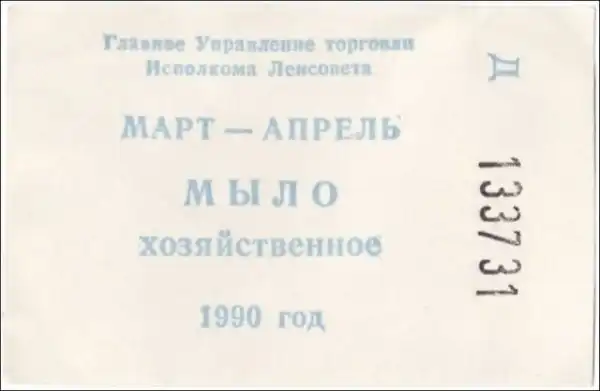 Главное Управление торговли
Исполкома Ленсовета
МАРТ — АПРЕЛЬ
МЫЛО
хозяйственное
1990 год
Д
133731